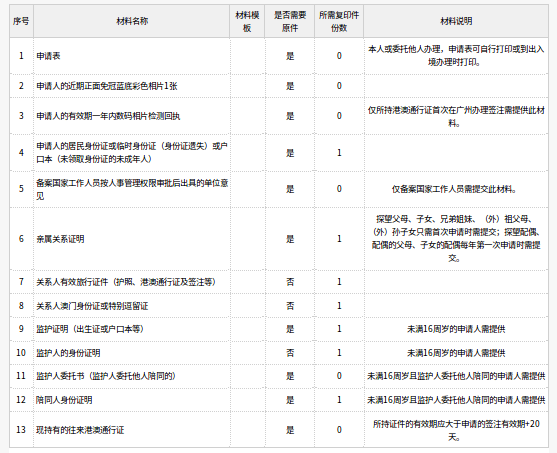 序号 材料名称 材料模板 是否需要原件 所需复印件份数 材料说明
1 申请表 是 0 本人或委托他人办理，申请表可自行打印或到出入境办理时打印。
2 申请人的近期正面免冠蓝底彩色相片1张 是 0
3 申请人的有效期一年内数码相片检测回执 是 0 仅所持港澳通行证首次在广州办理签注需提供此材料。
4 申请人的居民身份证或临时身份证（身份证遗失）或户口本（未领取身份证的未成年人） 是 1
5 备案国家工作人员按人事管理权限审批后出具的单位意见 是 0 仅备案国家工作人员需提交此材料。
6 亲属关系证明 是 1 探望父母、子女、兄弟姐妹、（外）祖父母、（外）孙子女只需首次申请时需提交；探望配偶、配偶的父母、子女的配偶每年第一次申请时需提交。
7 关系人有效旅行证件（护照、港澳通行证及签注等） 否 1
8 关系人澳门身份证或特别逗留证 否 1
9 监护证明（出生证或户口本等） 是 1 未满16周岁的申请人需提供
10 监护人的身份证明 否 1 未满16周岁的申请人需提供
11 监护人委托书（监护人委托他人陪同的） 是 0 未满16周岁且监护人委托他人陪同的申请人需提供
12 陪同人身份证明 是 1 未满16周岁且监护人委托他人陪同的申请人需提供
13 现持有的往来港澳通行证 是 0 所持证件的有效期应大于申请的签注有效期+20天。